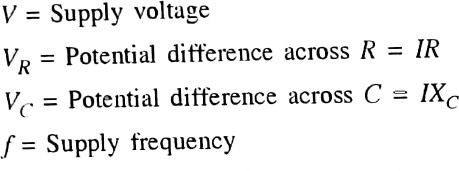 V = Supply voltage
V_R = Potential difference across R = IR
V_C = Potential difference across C = IX_C
f = Supply frequency